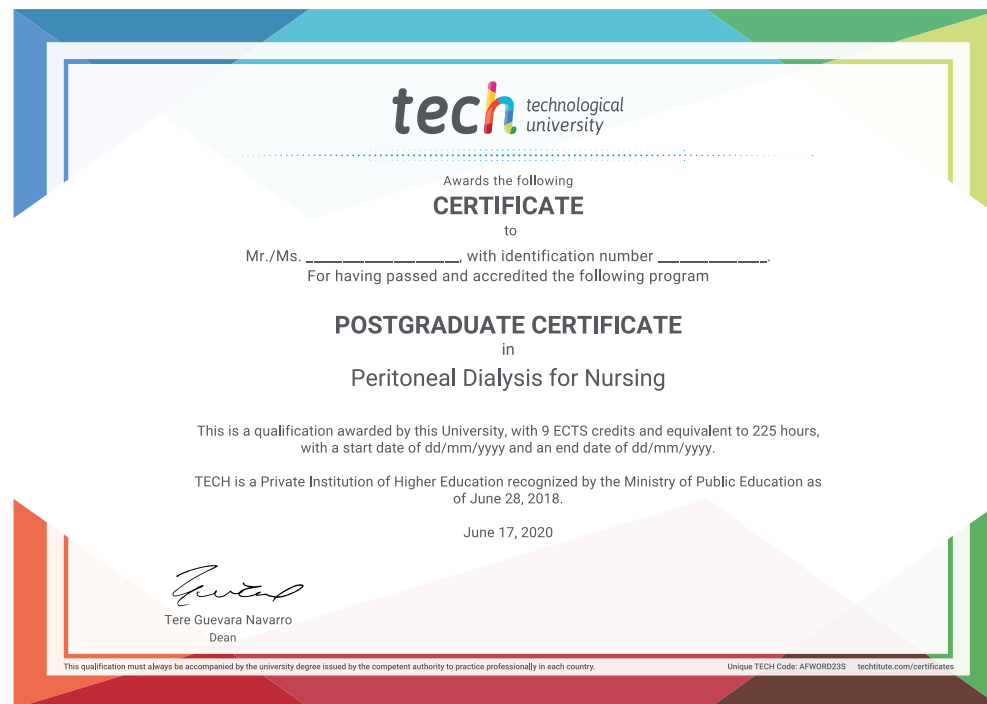 tech technological
university
Awards the following
CERTIFICATE
to
Mr./Ms. ____________________, with identification number ______________.
For having passed and accredited the following program
POSTGRADUATE CERTIFICATE
in
Peritoneal Dialysis for Nursing
This is a qualification awarded by this University, with 9 ECTS credits and equivalent to 225 hours,
with a start date of dd/mm/yyyy and an end date of dd/mm/yyyy.
TECH is a Private Institution of Higher Education recognized by the Ministry of Public Education as
of June 28, 2018.
June 17, 2020
Tere Guevara Navarro
Dean
This qualification must always be accompanied by the university degree issued by the competent authority to practice professionally in each country.
Unique TECH Code: AFWORD23S techtitute.com/certificates